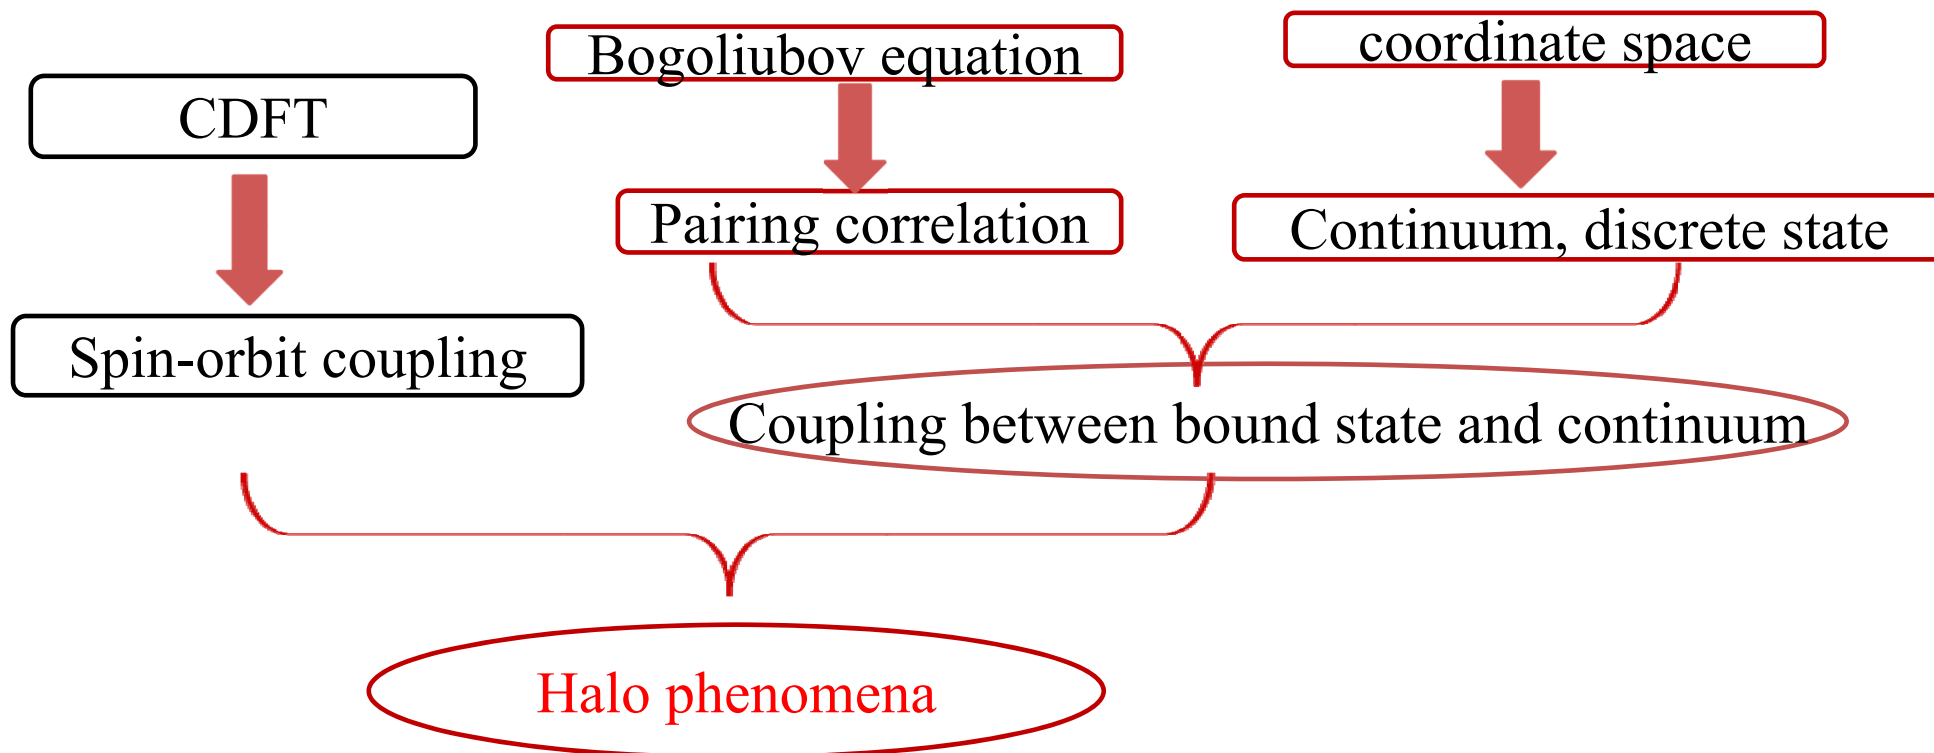 Bogoliubov equation
coordinate space
CDFT
Pairing correlation
Continuum, discrete state
Spin-orbit coupling
Coupling between bound state and continuum
Halo phenomena